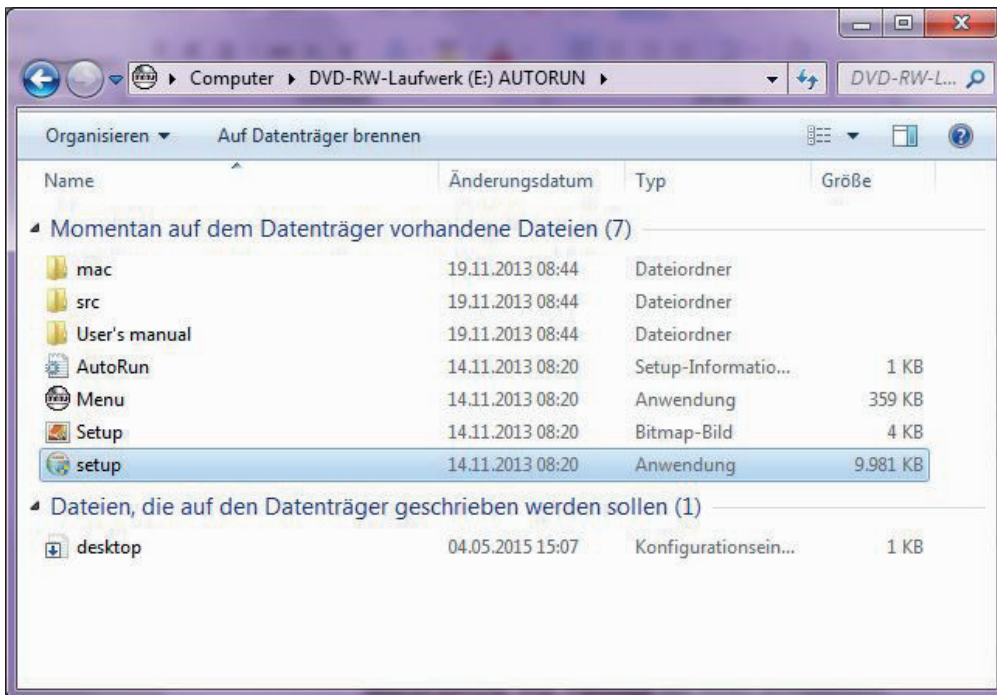 Computer ▸ DVD-RW-Laufwerk (E:) AUTORUN ▸ DVD-RW-L...
Organisieren Auf Datenträger brennen
Name Änderungsdatum Typ Größe
Momentan auf dem Datenträger vorhandene Dateien (7)
mac 19.11.2013 08:44 Dateiordner
src 19.11.2013 08:44 Dateiordner
User's manual 19.11.2013 08:44 Dateiordner
AutoRun 14.11.2013 08:20 Setup-Informatio... 1 KB
Menu 14.11.2013 08:20 Anwendung 359 KB
Setup 14.11.2013 08:20 Bitmap-Bild 4 KB
setup 14.11.2013 08:20 Anwendung 9.981 KB
Dateien, die auf den Datenträger geschrieben werden sollen (1)
desktop 04.05.2015 15:07 Konfigurationsein... 1 KB